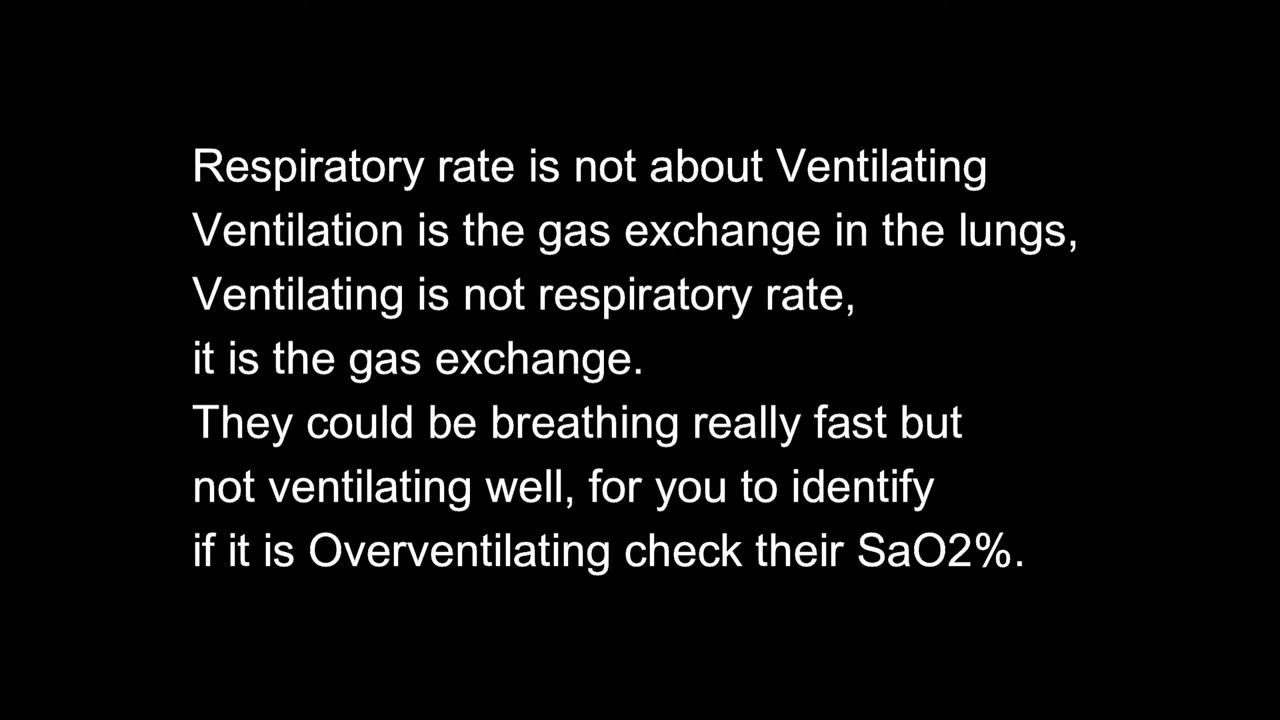 Respiratory rate is not about Ventilating
Ventilation is the gas exchange in the lungs,
Ventilating is not respiratory rate,
it is the gas exchange.
They could be breathing really fast but
not ventilating well, for you to identify
if it is Overventilating check their SaO2%.